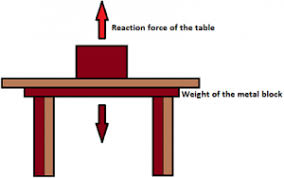 Reaction force of the table
Weight of the metal block